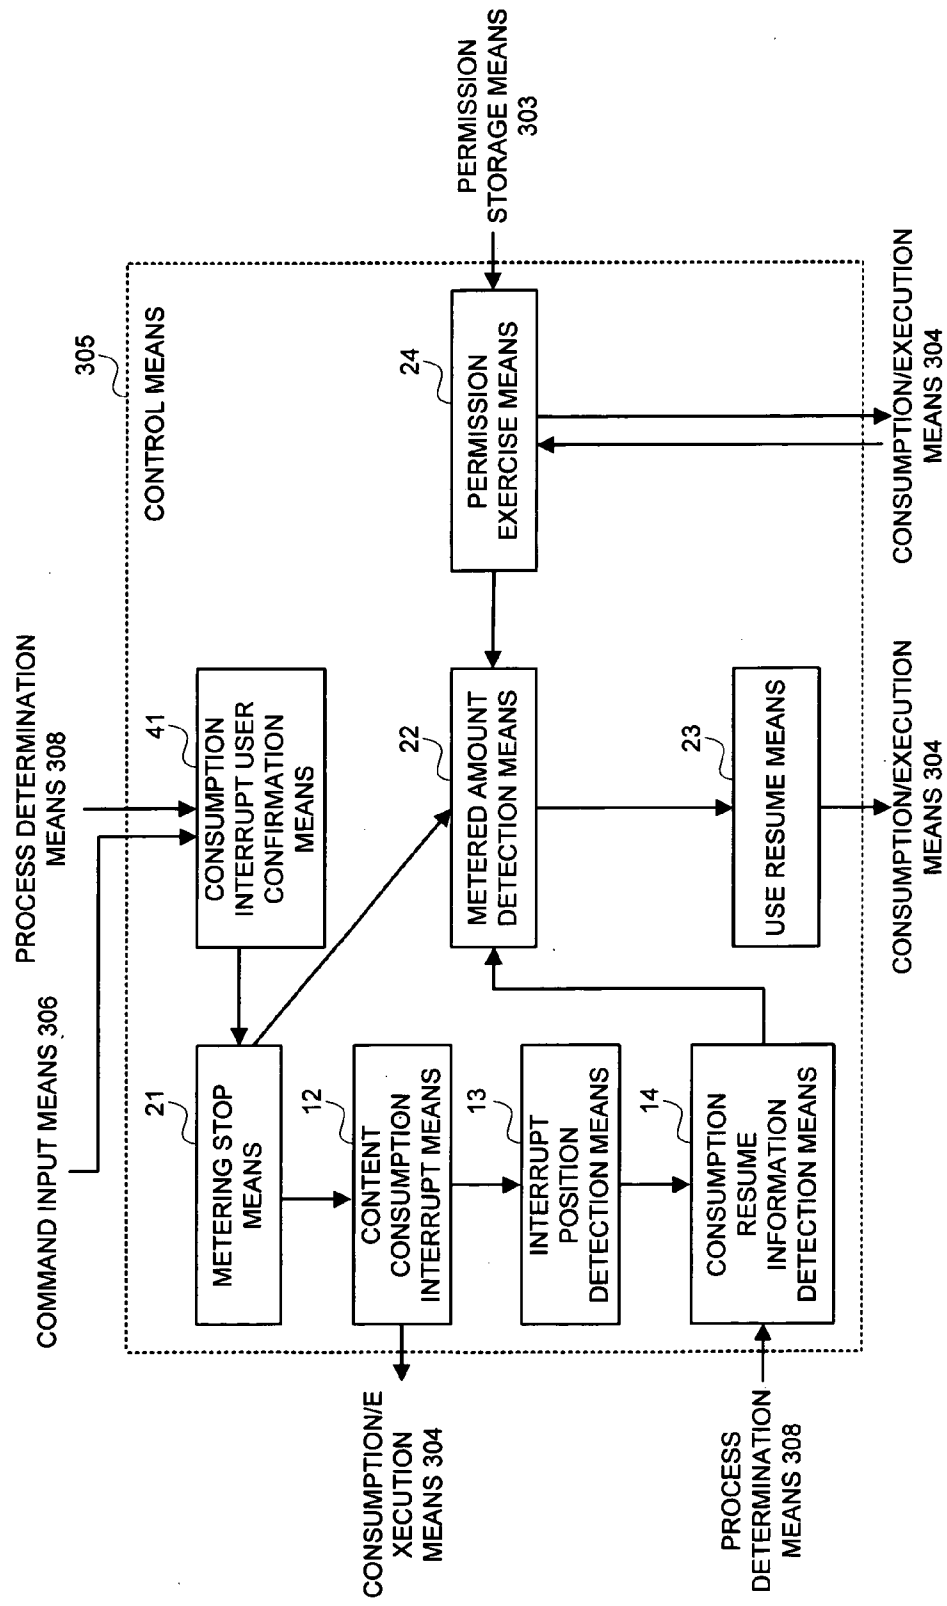 COMMAND INPUT MEANS 306
PROCESS DETERMINATION
MEANS 308
305
CONTROL MEANS
21
METERING STOP
MEANS
41
CONSUMPTION
INTERRUPT USER
CONFIRMATION
MEANS
12
CONTENT
CONSUMPTION
INTERRUPT MEANS
CONSUMPTION/E
XECUTION
MEANS 304
13
INTERRUPT
POSITION
DETECTION MEANS
22
METERED AMOUNT
DETECTION MEANS
24
PERMISSION
EXERCISE MEANS
PERMISSION
STORAGE MEANS
303
14
CONSUMPTION
RESUME
INFORMATION
DETECTION MEANS
23
USE RESUME MEANS
PROCESS
DETERMINATION
MEANS 308
CONSUMPTION/EXECUTION
MEANS 304
CONSUMPTION/EXECUTION
MEANS 304